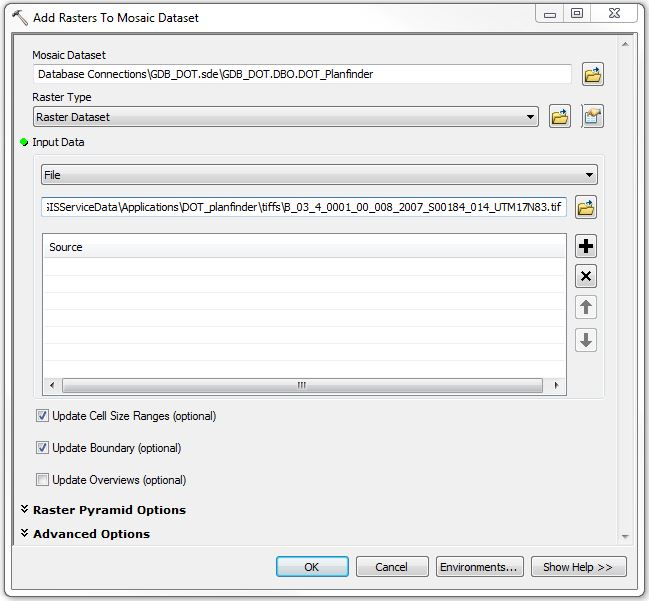 Add Rasters To Mosaic Dataset
Mosaic Dataset
Database Connections\GDB_DOT.sde\GDB_DOT.DBO.DOT_Planfinder
Raster Type
Raster Dataset
Input Data
File
ISServiceData\Applications\DOT_planfinder\tiffs\B_03_4_0001_00_008_2007_S00184_014_UTM17N83.tif
Source
Update Cell Size Ranges (optional)
Update Boundary (optional)
Update Overviews (optional)
Raster Pyramid Options
Advanced Options
OK Cancel Environments... Show Help >>